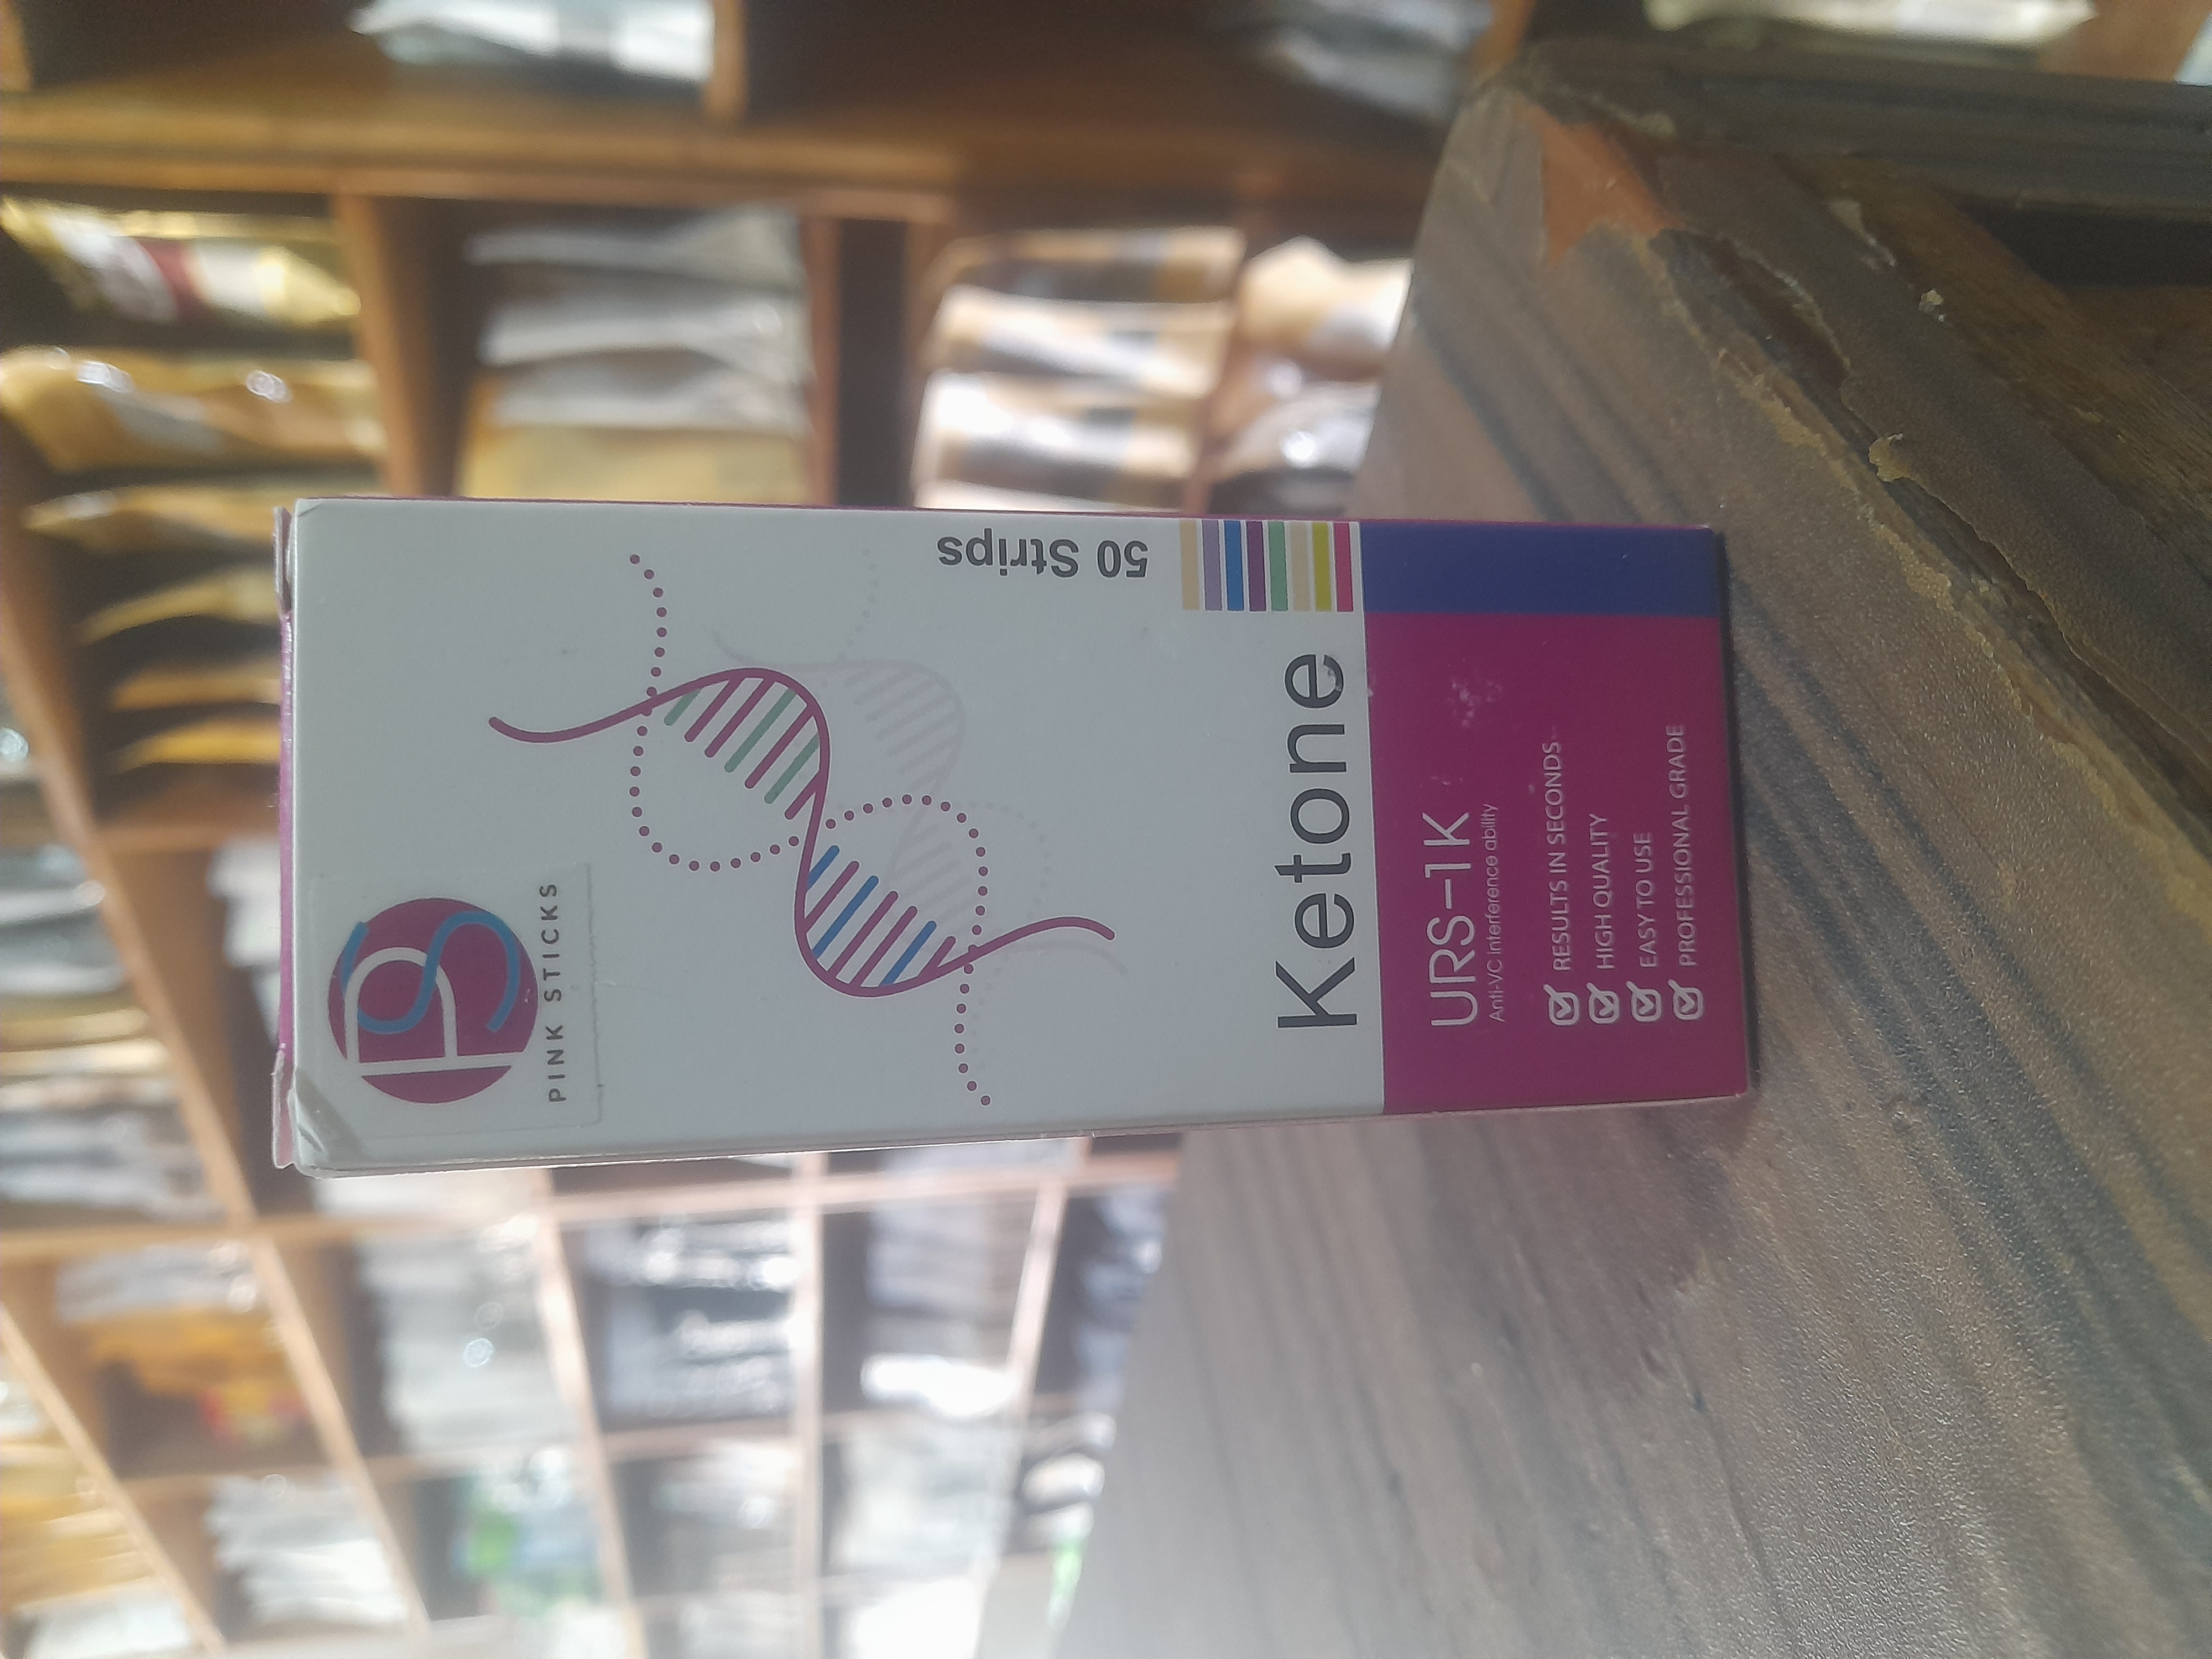 PS
PINK STICKS
50 Strips
Ketone
URS-1K
Anti-VC interference ability
RESULTS IN SECONDS
HIGH QUALITY
EASY TO USE
PROFESSIONAL GRADE